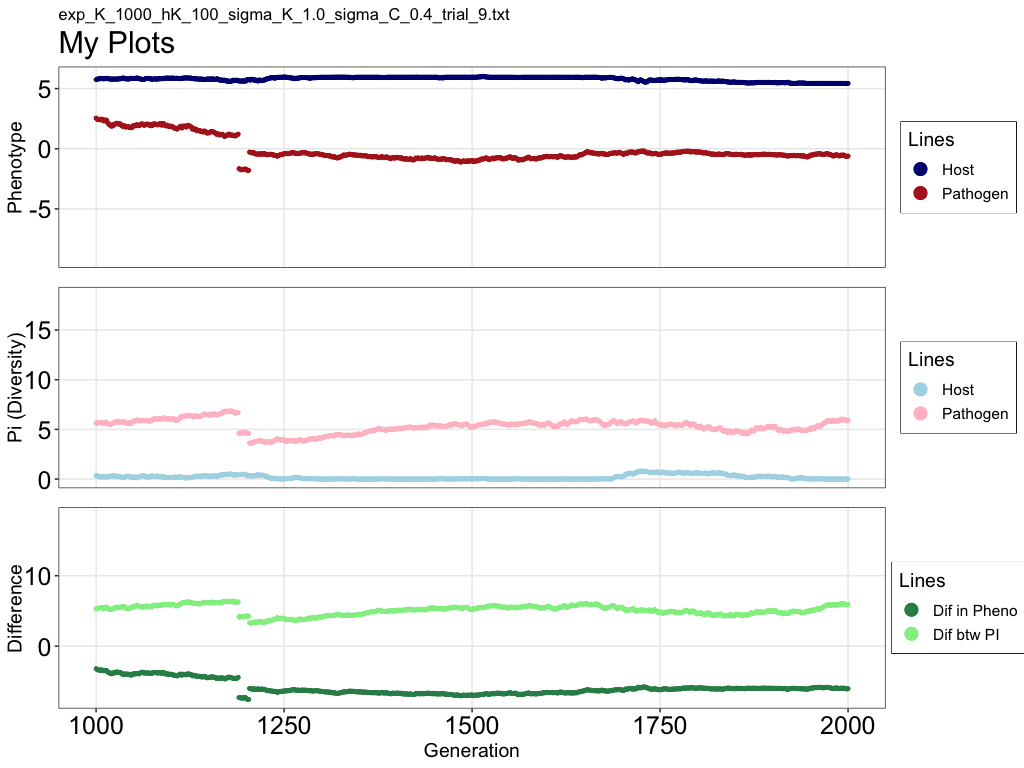 exp_K_1000_hK_100_sigma_K_1.0_sigma_C_0.4_trial_9.txt
My Plots
Phenotype
5
0
-5
Lines
Host
Pathogen
Pi (Diversity)
15
10
5
0
Lines
Host
Pathogen
Difference
10
0
Lines
Dif in Pheno
Dif btw PI
1000 1250 1500 1750 2000
Generation